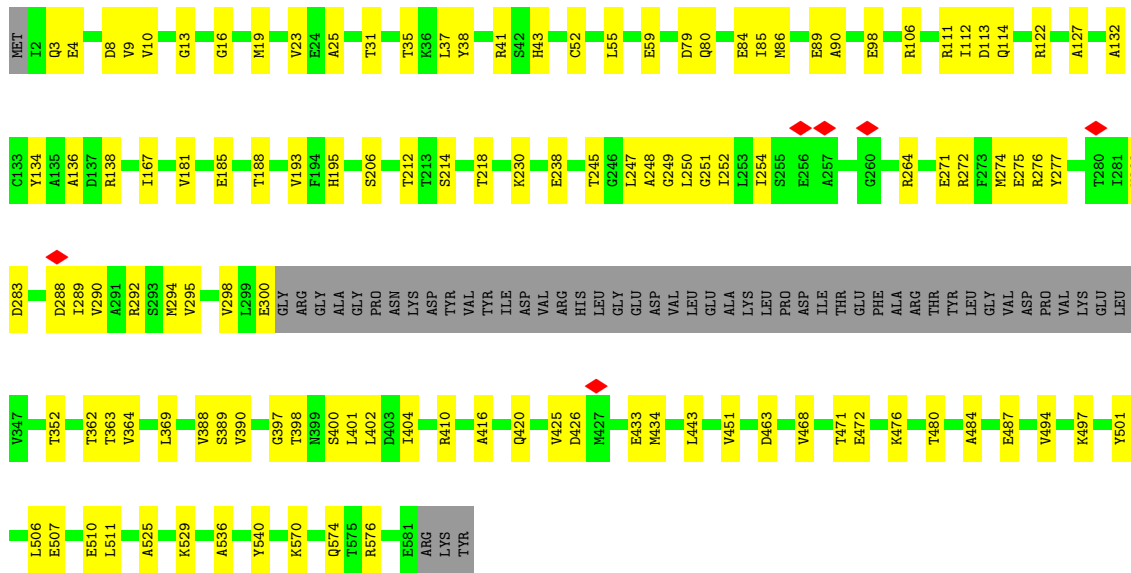 MET I2 Q3 E4 D8 V9 V10 G13 G16 M19 V23 E24 A25 T31 T35 K36 L37 Y38 R41 S42 H43 C52 L55 E59 D79 Q80 E84 I85 M86 E89 A90 E98 R106 R111 I112 D113 Q114 R122 A127 A132
C133 Y134 A135 A136 D137 R138 I167 V181 E185 T188 V193 F194 H195 S206 T212 T213 S214 T218 K230 E238 T245 G246 L247 A248 G249 L250 G251 I252 L253 I254 S255 E256 A257 G260 R264 E271 R272 F273 M274 E275 R276 Y277 T280 I281
D283 D288 I289 V290 A291 R292 S293 M294 V295 V298 L299 E300 GLY ARG GLY ALA GLY PRO ASN LYS ASP TYR VAL TYR ILE ASP VAL ARG HIS LEU GLY GLU ASP VAL LEU GLU ALA LYS LEU PRO ASP ILE THR GLU PHE ALA ARG THR TYR LEU GLY VAL ASP PRO VAL LYS GLU LEU
V347 T352 T362 T363 V364 L369 V388 S389 V390 G397 T398 N399 S400 L401 L402 D403 I404 R410 A416 Q420 V425 D426 M427 E433 M434 L443 V451 D463 V468 T471 E472 K476 T480 A484 E487 V494 K497 Y501
L506 E507 E510 L511 A525 K529 A536 Y540 K570 Q574 T575 R576 E581 ARG LYS TYR